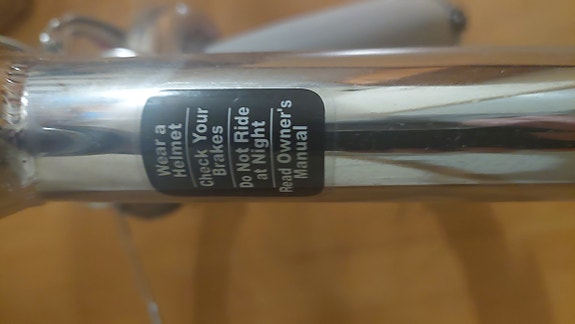 Wear a
Helmet
Check Your
Brakes
Do Not Ride
at Night
Read Owner's
Manual